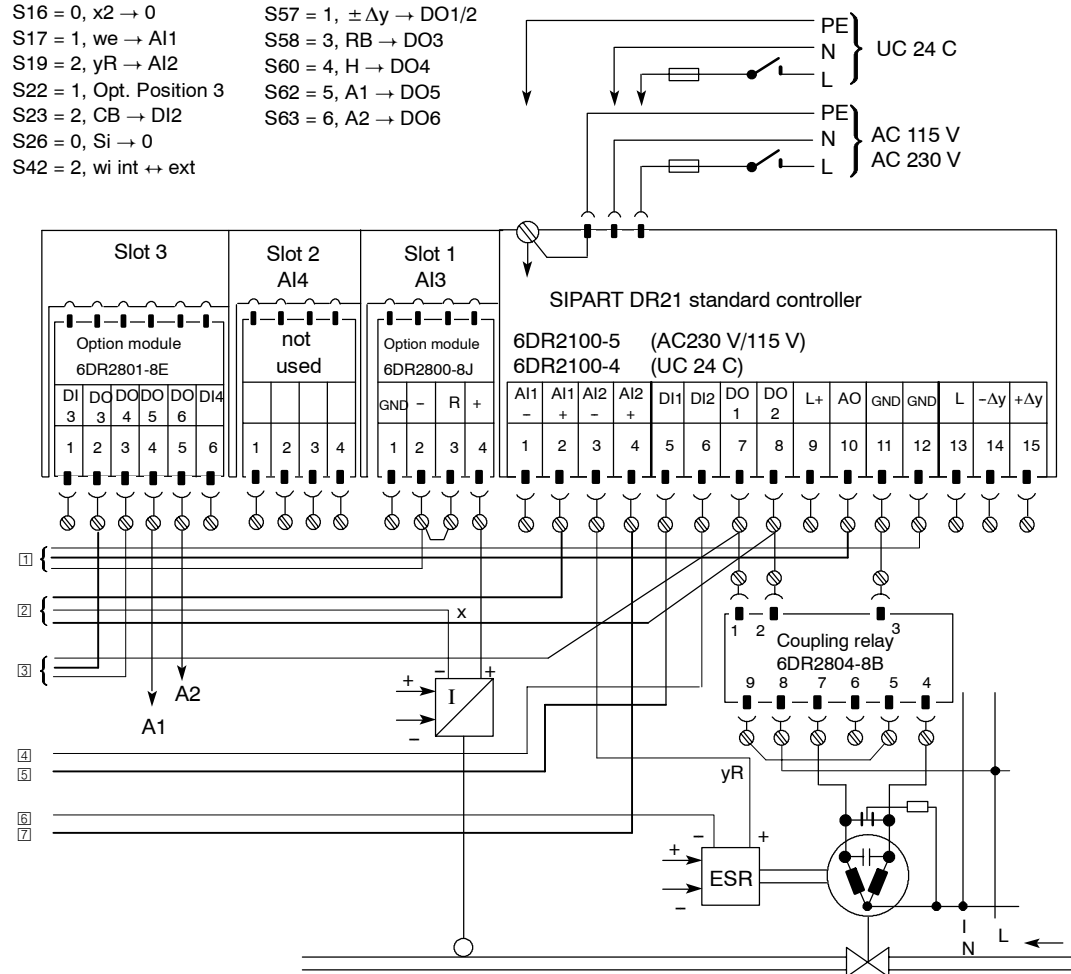 S16 = 0, x2 → 0
S17 = 1, we → AI1
S19 = 2, yR → AI2
S22 = 1, Opt. Position 3
S23 = 2, CB → DI2
S26 = 0, Si → 0
S42 = 2, wi int ↔ ext
S57 = 1, ± Δy → DO1/2
S58 = 3, RB → DO3
S60 = 4, H → DO4
S62 = 5, A1 → DO5
S63 = 6, A2 → DO6
PE
N
L
UC 24 C
PE
N
L
AC 115 V
AC 230 V
Slot 3
Slot 2
AI4
Slot 1
AI3
SIPART DR21 standard controller
6DR2100-5 (AC230 V/115 V)
6DR2100-4 (UC 24 C)
Option module
6DR2801-8E
not
used
Option module
6DR2800-8J
DI 3 DO 3 DO 4 DO 5 DO 6 DI4
GND – R +
AI1 – AI1 + AI2 – AI2 + DI1 DI2 DO 1 DO 2 L+ AO GND GND L –Δy +Δy
1 2 3 4 5 6
1 2 3 4
1 2 3 4
1 2 3 4 5 6 7 8 9 10 11 12 13 14 15
1
2
x
3
A1
A2
+
–
I
–
+
1 2 3
Coupling relay
6DR2804-8B
9 8 7 6 5 4
4
5
yR
6
7
–
+
+
–
ESR
I
N
L